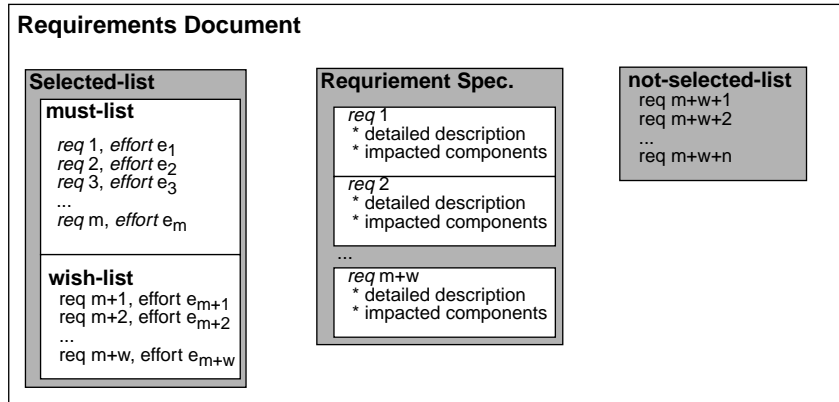 Requirements Document
Selected-list
must-list
req 1, effort e1
req 2, effort e2
req 3, effort e3
...
req m, effort em
wish-list
req m+1, effort em+1
req m+2, effort em+2
...
req m+w, effort em+w
Requriement Spec.
req 1
* detailed description
* impacted components
req 2
* detailed description
* impacted components
...
req m+w
* detailed description
* impacted components
not-selected-list
req m+w+1
req m+w+2
...
req m+w+n